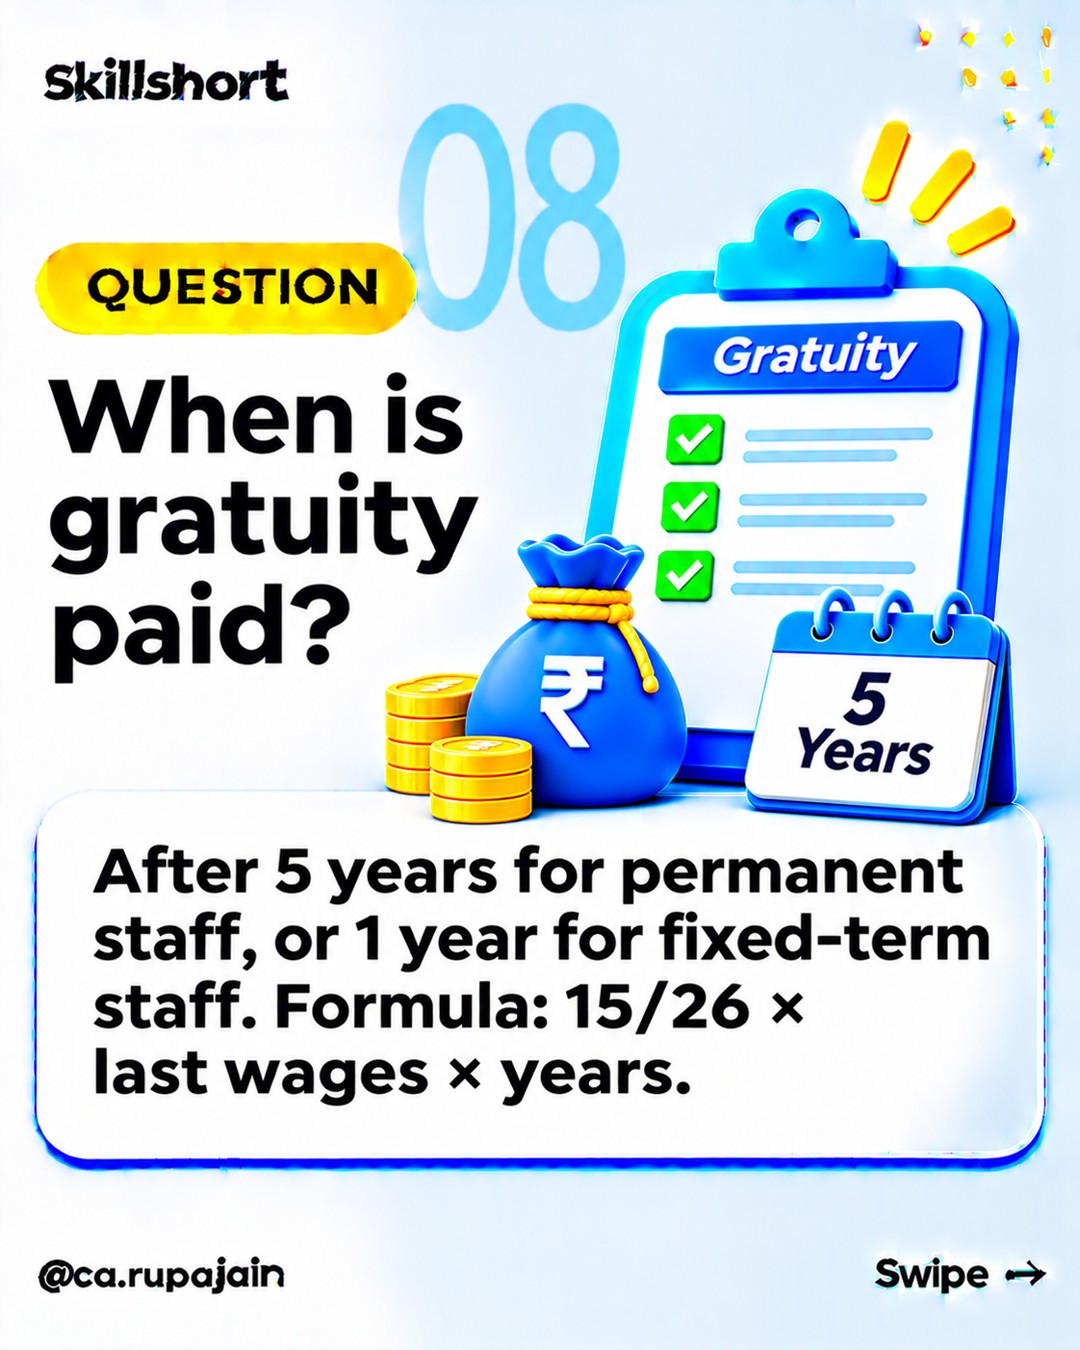 Skillshort
08
QUESTION
When is
gratuity
paid?
Gratuity
₹
5
Years
After 5 years for permanent
staff, or 1 year for fixed-term
staff. Formula: 15/26 ×
last wages × years.
@ca.rupajain
Swipe →